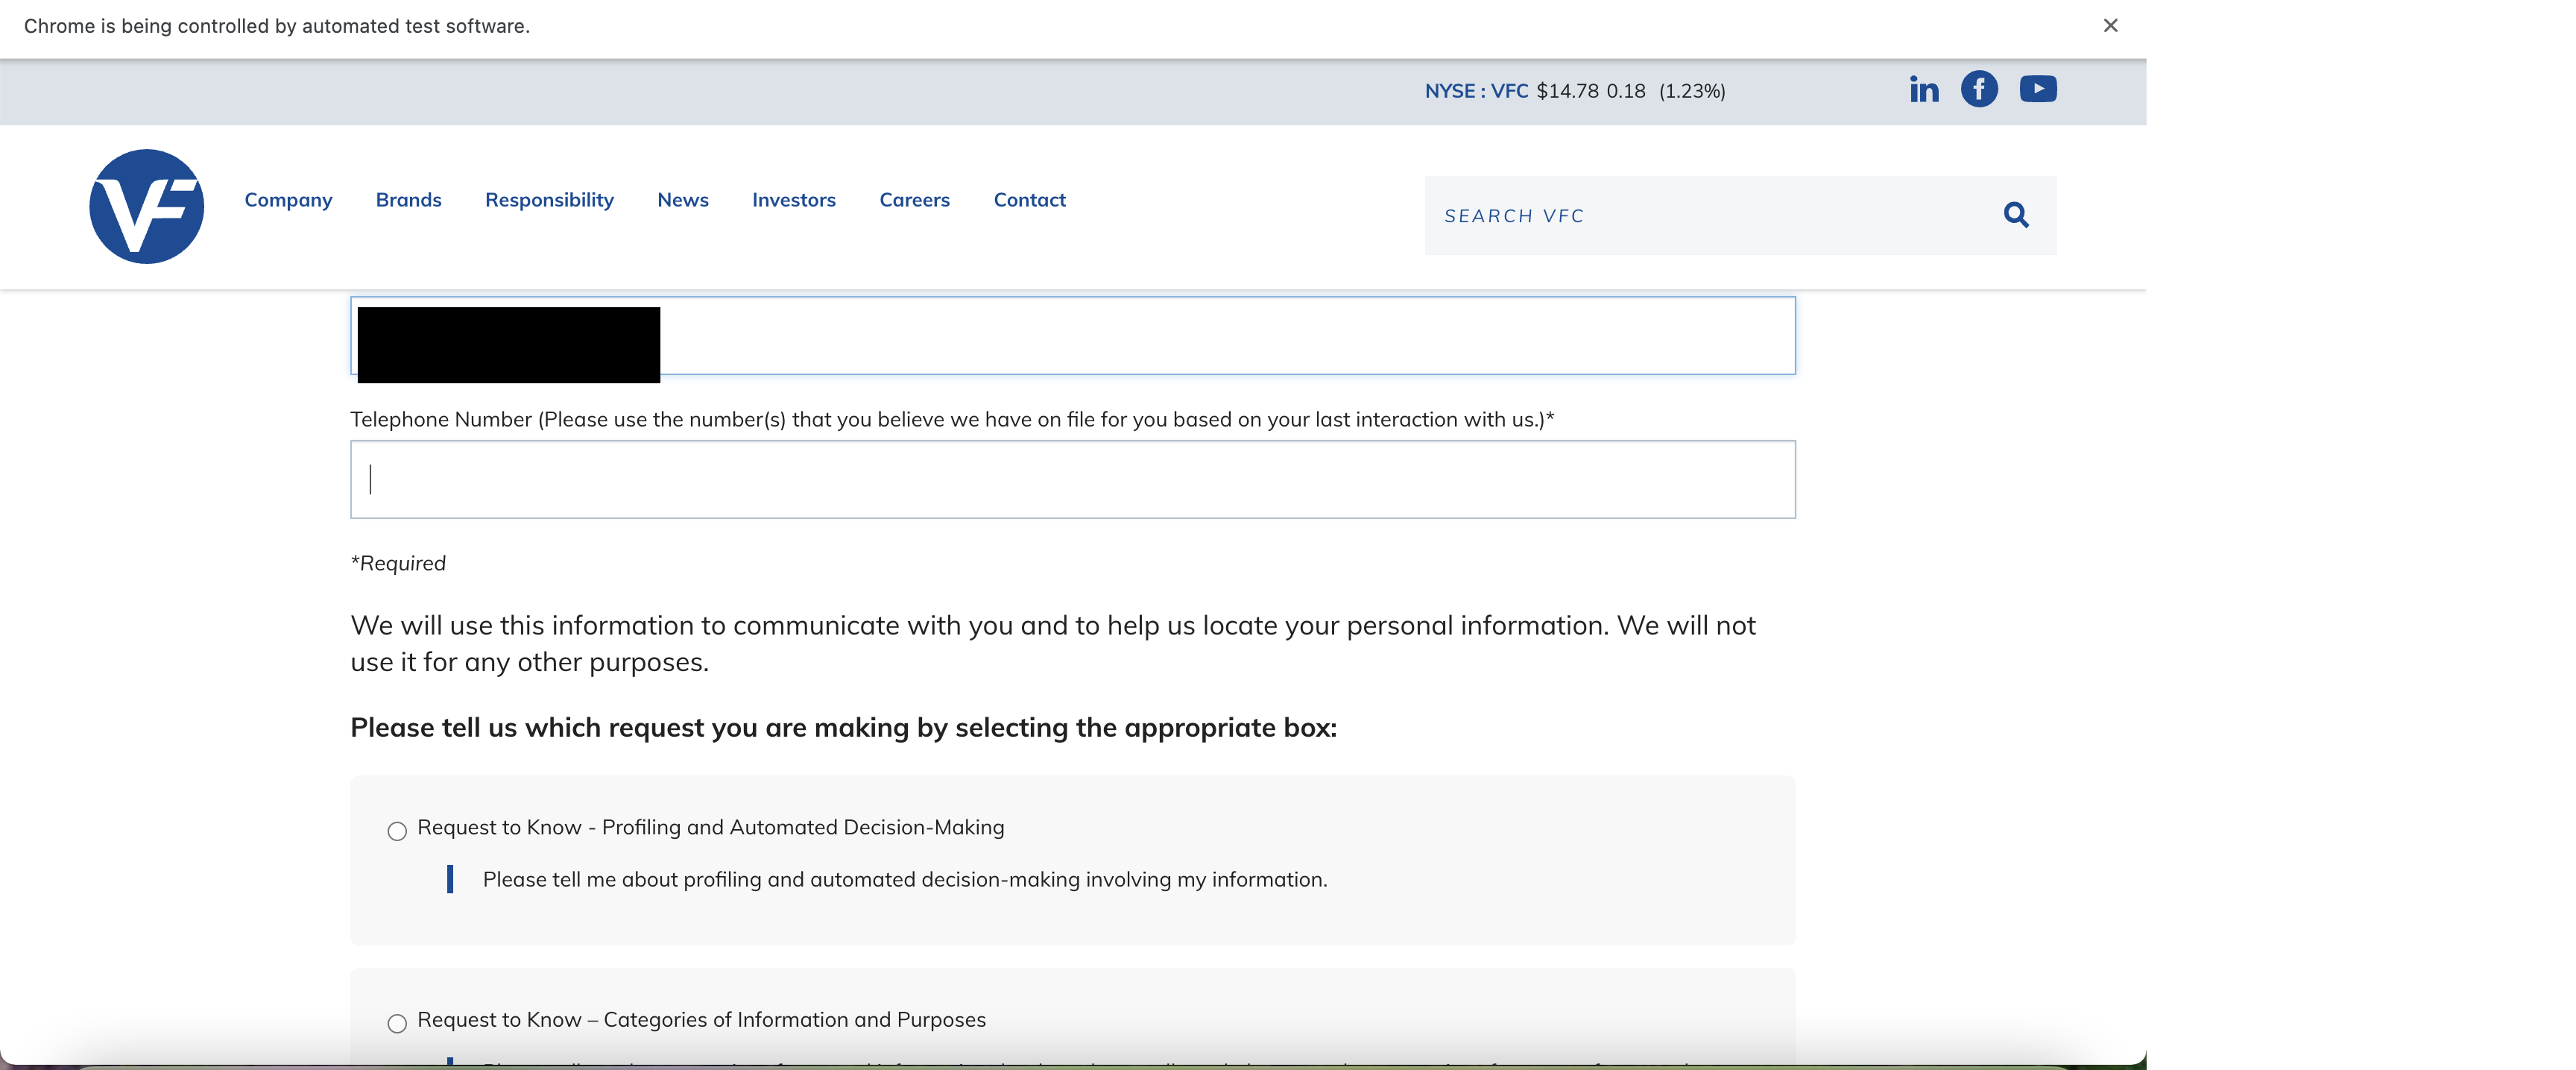 Chrome is being controlled by automated test software.
NYSE : VFC $14.78 0.18 (1.23%)
in f
VF
Company Brands Responsibility News Investors Careers Contact
SEARCH VFC
Telephone Number (Please use the number(s) that you believe we have on file for you based on your last interaction with us.)*
*Required
We will use this information to communicate with you and to help us locate your personal information. We will not
use it for any other purposes.
Please tell us which request you are making by selecting the appropriate box:
Request to Know - Profiling and Automated Decision-Making
Please tell me about profiling and automated decision-making involving my information.
Request to Know – Categories of Information and Purposes